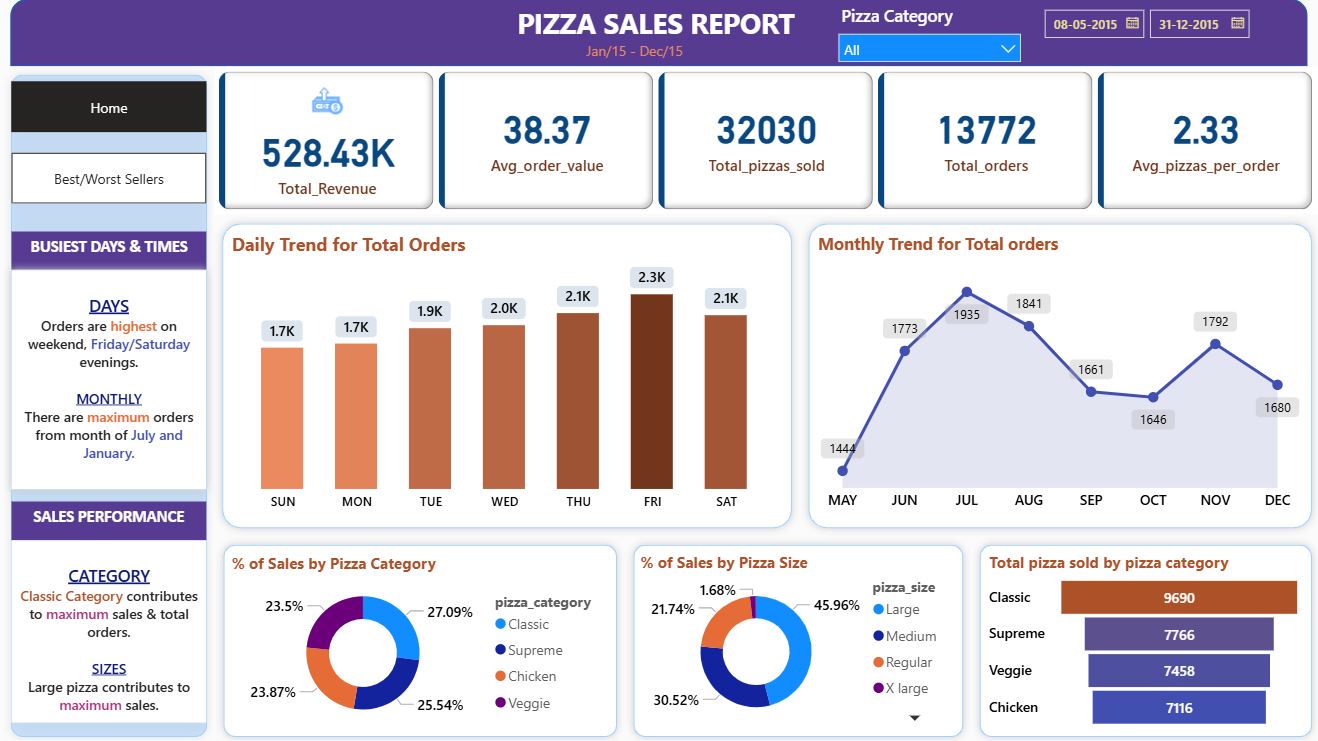 PIZZA SALES REPORT
Jan/15 - Dec/15
Pizza Category
All
08-05-2015
31-12-2015
Home
Best/Worst Sellers
BUSIEST DAYS & TIMES
DAYS
Orders are highest on
weekend, Friday/Saturday
evenings.
MONTHLY
There are maximum orders
from month of July and
January.
SALES PERFORMANCE
CATEGORY
Classic Category contributes
to maximum sales & total
orders.
SIZES
Large pizza contributes to
maximum sales.
528.43K
Total_Revenue
38.37
Avg_order_value
32030
Total_pizzas_sold
13772
Total_orders
2.33
Avg_pizzas_per_order
Daily Trend for Total Orders
1.7K
1.7K
1.9K
2.0K
2.1K
2.3K
2.1K
SUN
MON
TUE
WED
THU
FRI
SAT
Monthly Trend for Total orders
1444
1773
1935
1841
1661
1646
1792
1680
MAY
JUN
JUL
AUG
SEP
OCT
NOV
DEC
% of Sales by Pizza Category
27.09%
25.54%
23.87%
23.5%
pizza_category
Classic
Supreme
Chicken
Veggie
% of Sales by Pizza Size
45.96%
30.52%
21.74%
1.68%
pizza_size
Large
Medium
Regular
X large
Total pizza sold by pizza category
Classic 9690
Supreme 7766
Veggie 7458
Chicken 7116